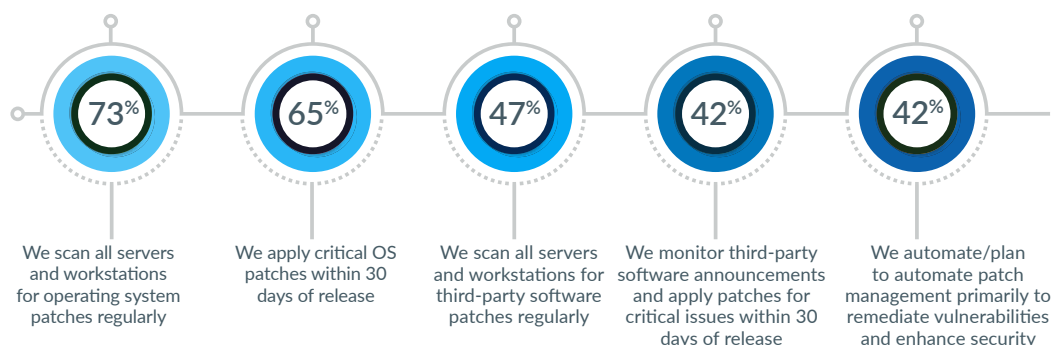 73%
65%
47%
42%
42%
We scan all servers
and workstations
for operating system
patches regularly
We apply critical OS
patches within 30
days of release
We scan all servers
and workstations for
third-party software
patches regularly
We monitor third-party
software announcements
and apply patches for
critical issues within 30
days of release
We automate/plan
to automate patch
management primarily to
remediate vulnerabilities
and enhance security